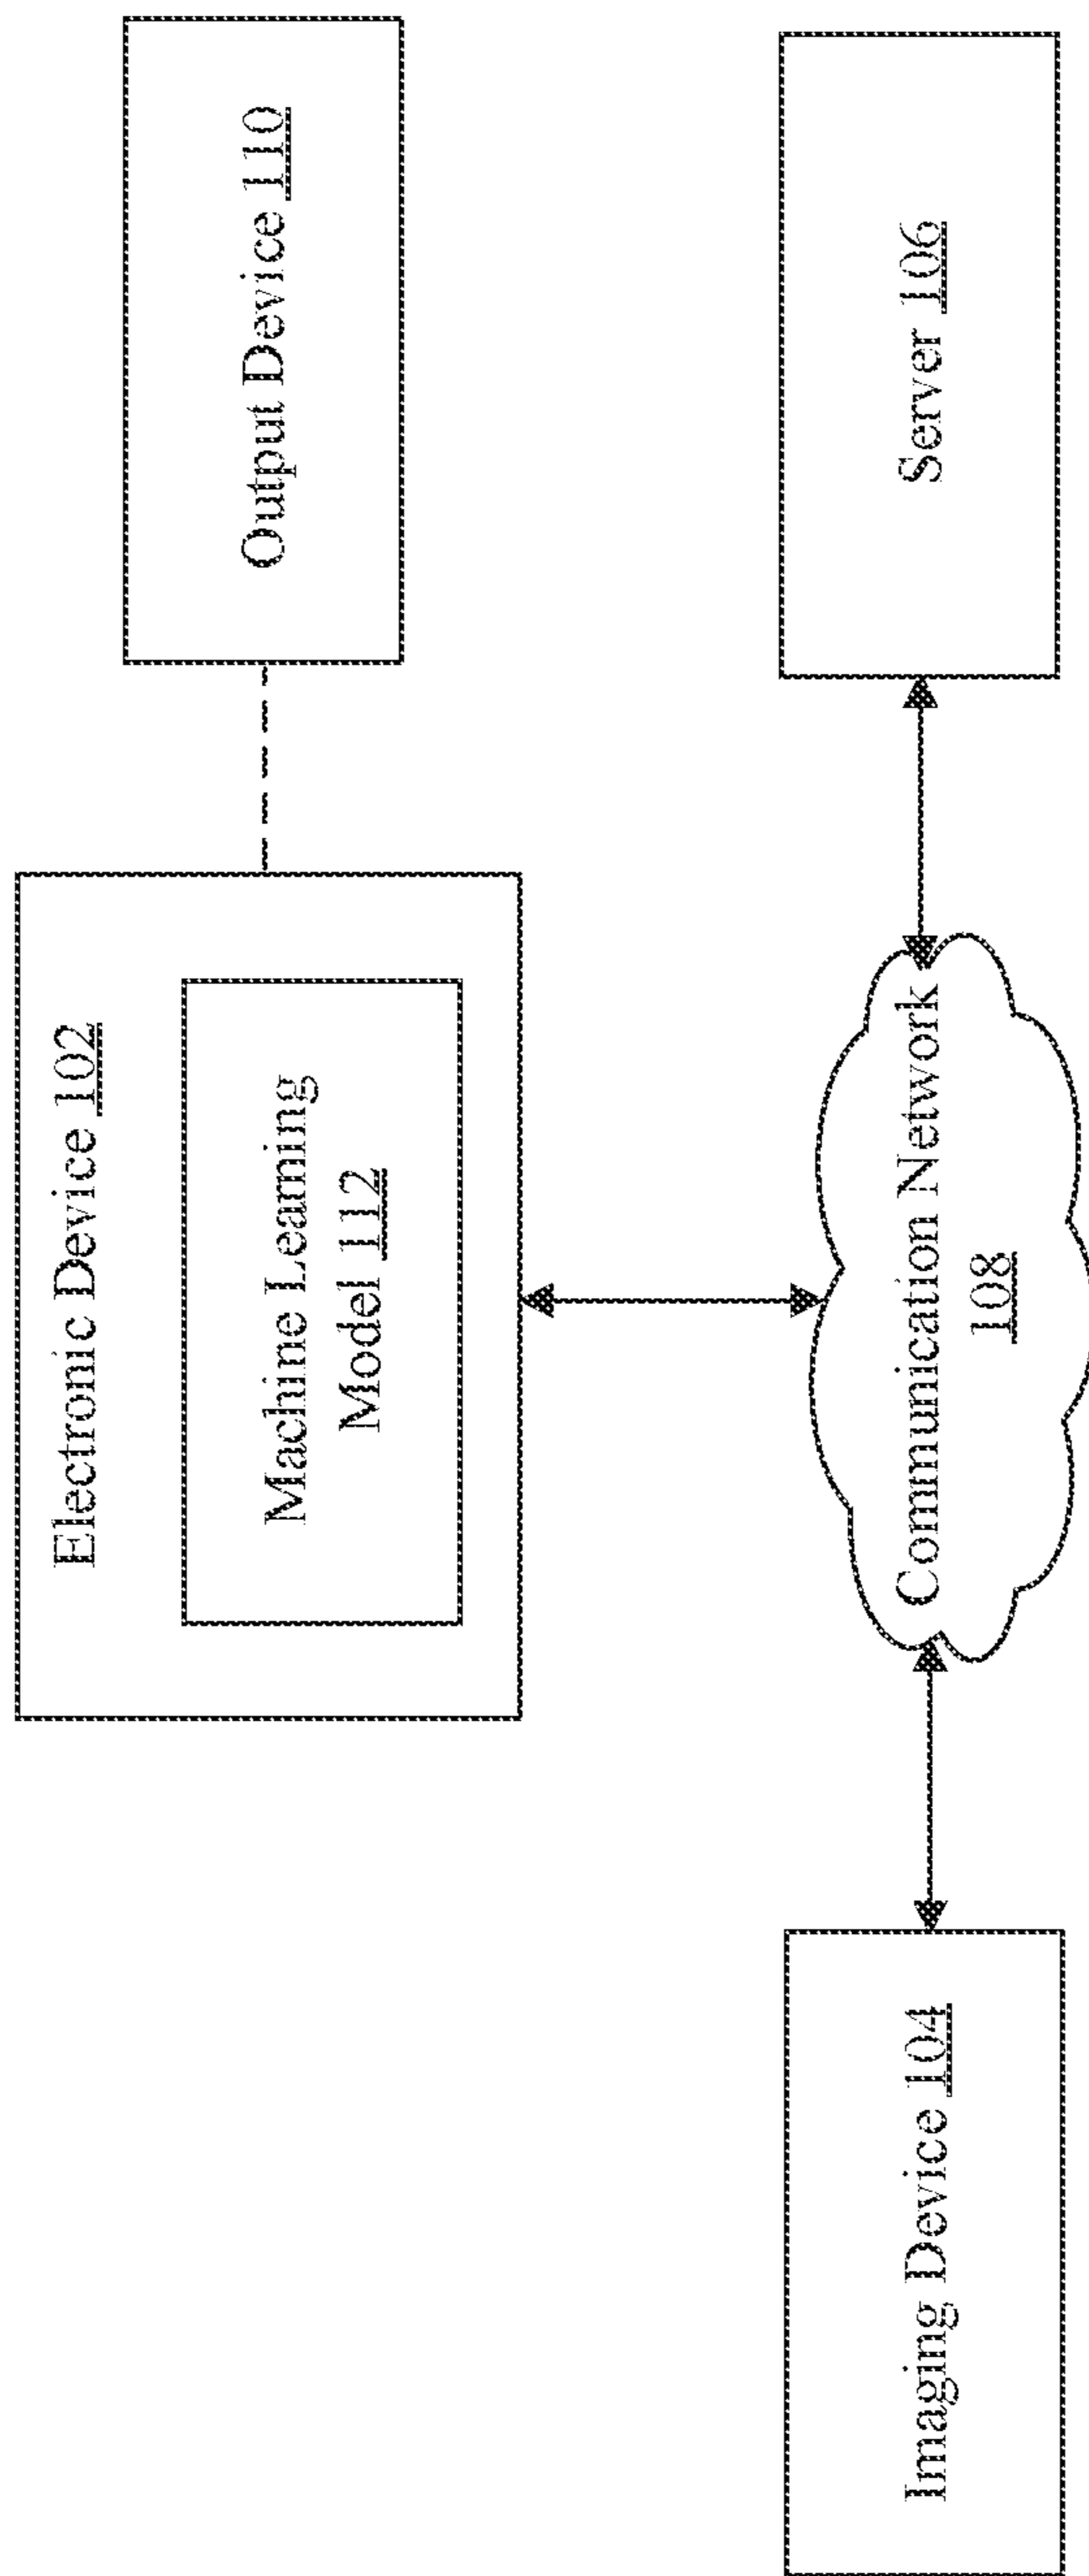 Electronic Device 102
Machine Learning
Model 112
Output Device 110
Imaging Device 104
Communication Network
108
Server 106